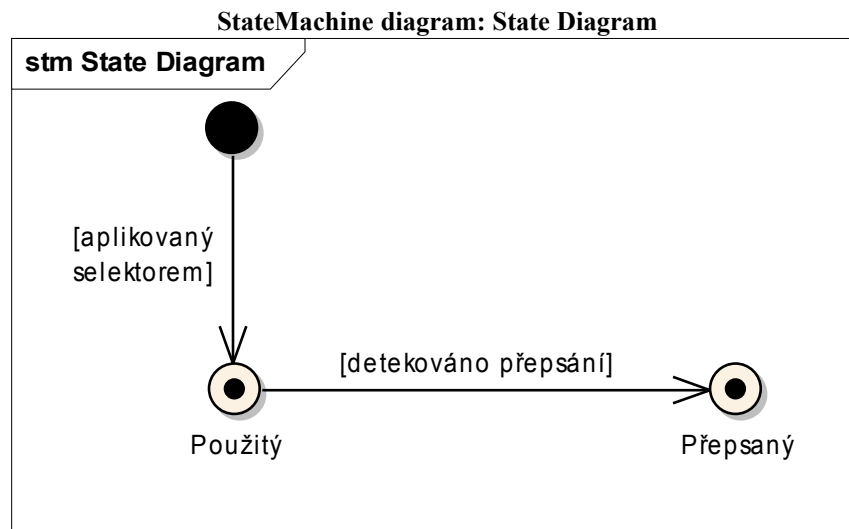 StateMachine diagram: State Diagram
stm State Diagram
[aplikovaný
selektorem]
[detekováno přepsání]
Použitý
Přepsaný